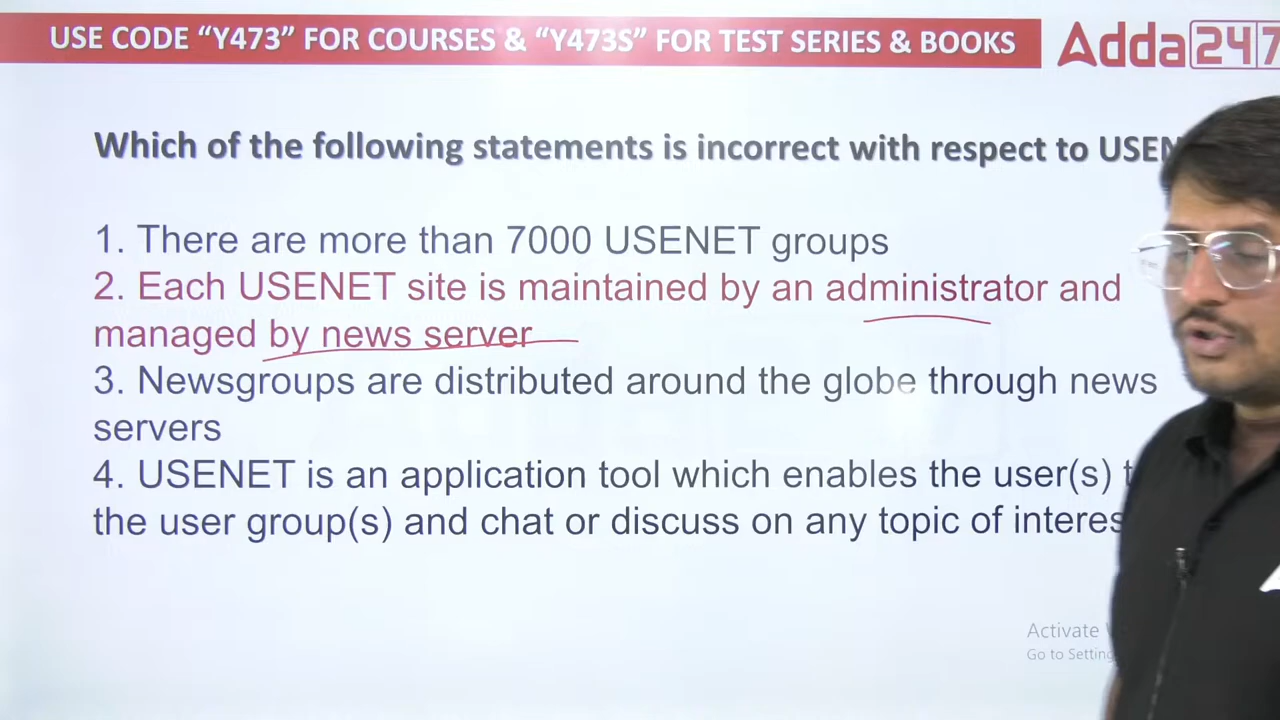 USE CODE “Y473” FOR COURSES & “Y473S” FOR TEST SERIES & BOOKS
Adda247
Which of the following statements is incorrect with respect to
1. There are more than 7000 USENET groups
2. Each USENET site is maintained by an administrator and
managed by news server
3. Newsgroups are distributed around the globe through news
servers
4. USENET is an application tool which enables the user(s)
the user group(s) and chat or discuss on any topic of
Activate
Go to